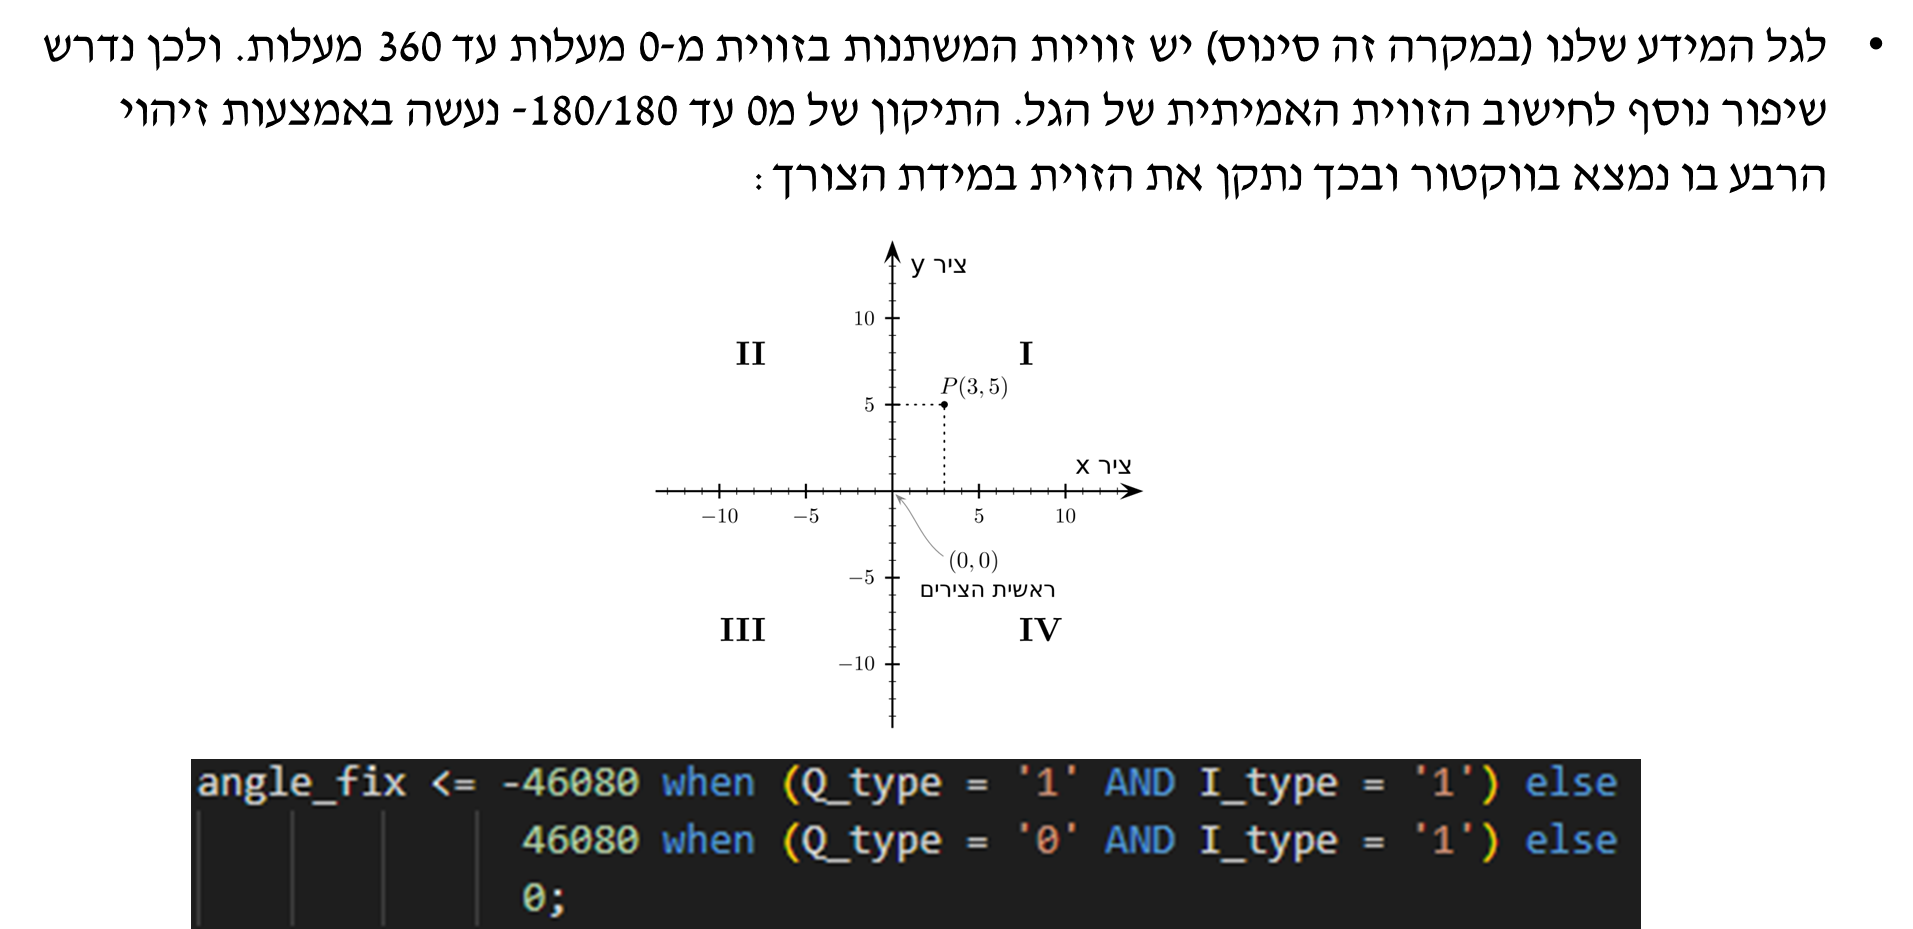 • לגל המידע שלנו (במקרה זה סינוס) יש זוויות המשתנות בזווית מ-0 מעלות עד 360 מעלות. ולכן נדרש
שיפור נוסף לחישוב הזווית האמיתית של הגל. התיקון של מ0 עד 180/180- נעשה באמצעות זיהוי
הרבע בו נמצא בווקטור ובכך נתקן את הזוית במידת הצורך:
ציר y
10
II
I
P(3, 5)
5
ציר x
−10 −5 5 10
(0, 0)
−5
ראשית הצירים
III
IV
−10
angle_fix <= -46080 when (Q_type = '1' AND I_type = '1') else
46080 when (Q_type = '0' AND I_type = '1') else
0;